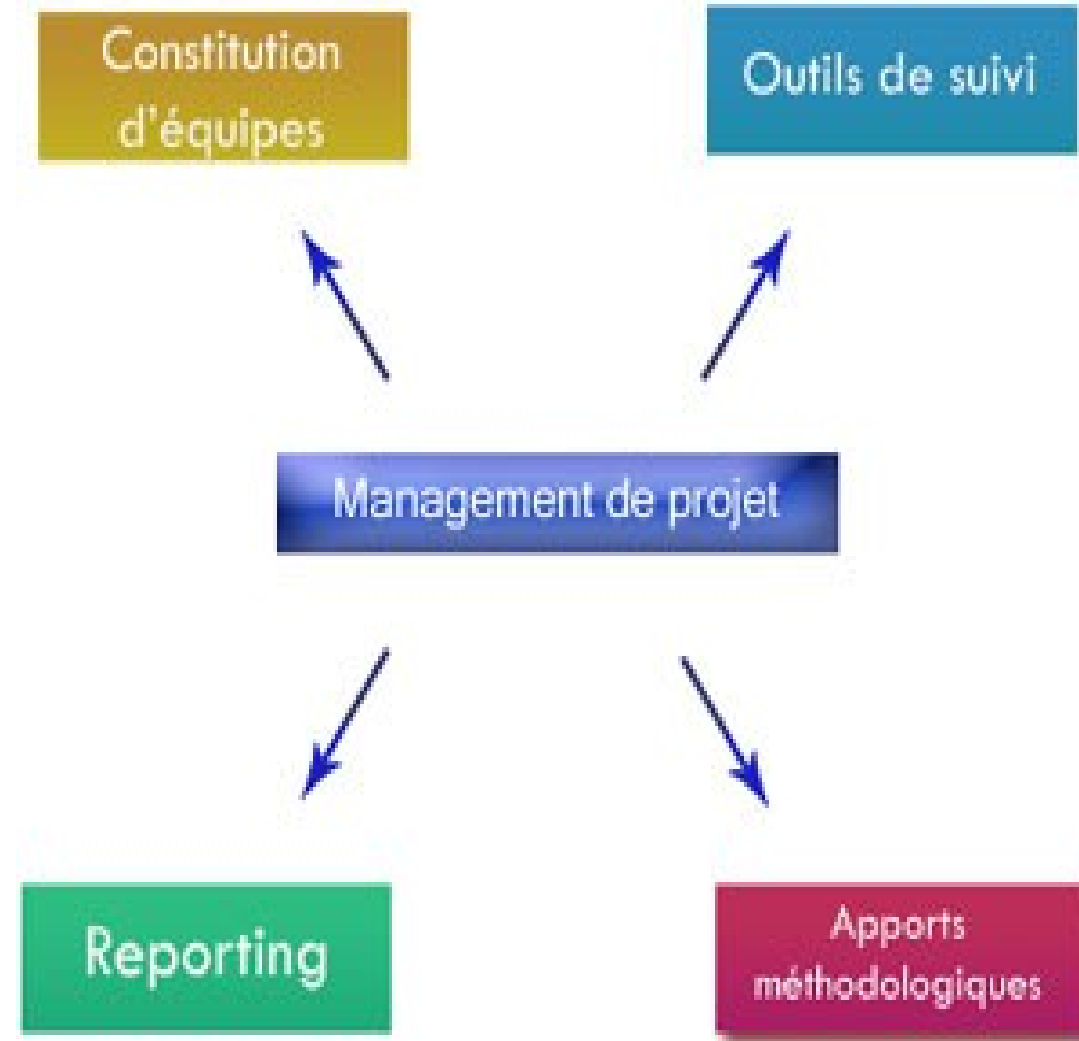 Constitution
d'équipes
Outils de suivi
Management de projet
Reporting
Apports
méthodologiques